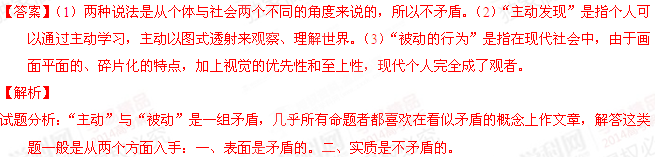 【答案】(1)两种说法是从个体与社会两个不同的角度来说的,所以不矛盾。(2)“主动发现”是指个人可
以通过主动学习,主动以图式透射来观察、理解世界。(3)“被动的行为”是指在现代社会中,由于画
面平面的、碎片化的特点,加上视觉的优先性和至上性,现代个人完全成了观者。
【解析】
试题分析:“主动”与“被动”是一组矛盾,几乎所有命题者都喜欢在看似矛盾的概念上作文章,解答这类
题一般是从两个方面入手:一、表面是矛盾的。二、实质是不矛盾的。